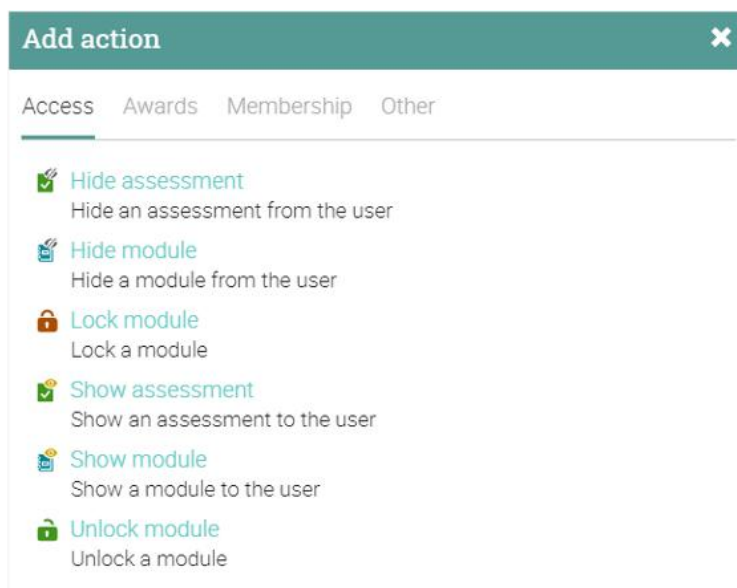 Add action
Access Awards Membership Other
Hide assessment
Hide an assessment from the user
Hide module
Hide a module from the user
Lock module
Lock a module
Show assessment
Show an assessment to the user
Show module
Show a module to the user
Unlock module
Unlock a module